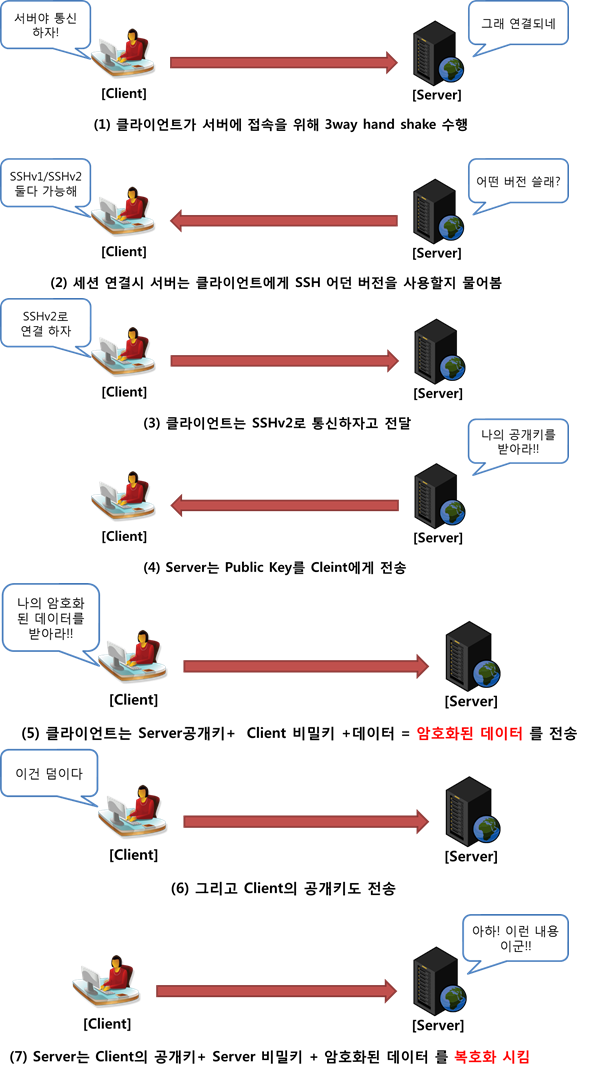 서버야 통신
하자!
그래 연결되네
[Client]
[Server]
(1) 클라이언트가 서버에 접속을 위해 3way hand shake 수행
SSHv1/SSHv2
둘다 가능해
어떤 버전 쓸래?
[Client]
[Server]
(2) 세션 연결시 서버는 클라이언트에게 SSH 어던 버전을 사용할지 물어봄
SSHv2로
연결 하자
[Client]
[Server]
(3) 클라이언트는 SSHv2로 통신하자고 전달
나의 공개키를
받아라!!
[Client]
[Server]
(4) Server는 Public Key를 Cleint에게 전송
나의 암호화
된 데이터를
받아라!!
[Client]
[Server]
(5) 클라이언트는 Server공개키+ Client 비밀키 +데이터 = 암호화된 데이터 를 전송
이건 덤이다
[Client]
[Server]
(6) 그리고 Client의 공개키도 전송
아하! 이런 내용
이군!!
[Client]
[Server]
(7) Server는 Client의 공개키+ Server 비밀키 + 암호화된 데이터 를 복호화 시킴